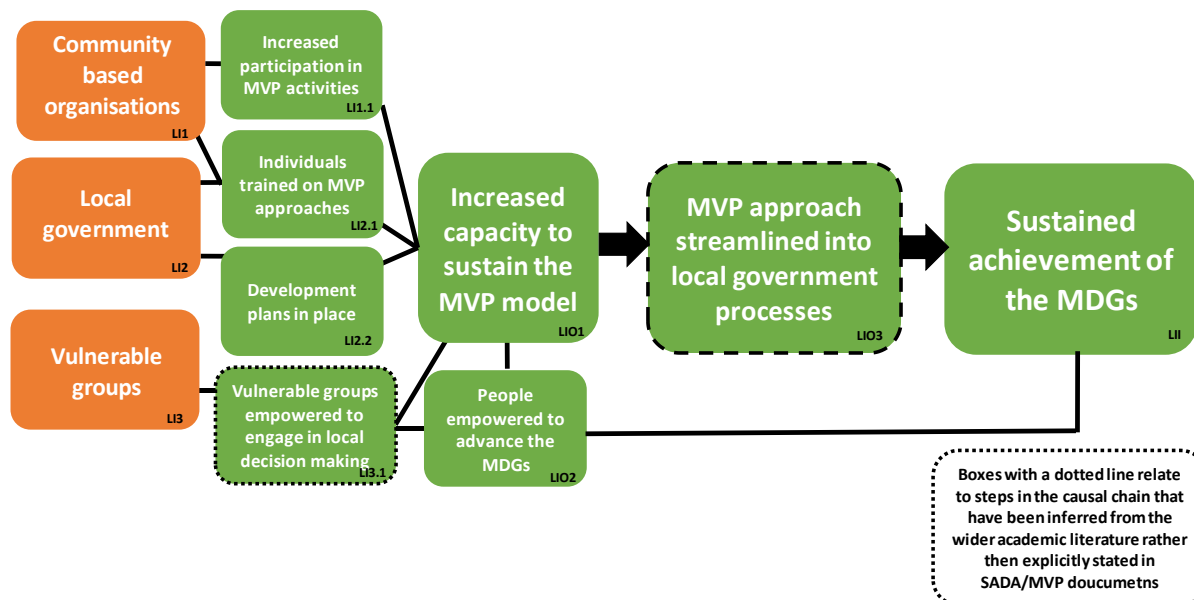 Community
based
organisations
LI1
Increased
participation in
MVP activities
LI1.1
Individuals
trained on MVP
approaches
LI2.1
Local
government
LI2
Development
plans in place
LI2.2
Vulnerable
groups
LI3
Vulnerable groups
empowered to
engage in local
decision making
LI3.1
Increased
capacity to
sustain the
MVP model
LIO1
People
empowered to
advance the
MDGs
LIO2
MVP approach
streamlined into
local government
processes
LIO3
Sustained
achievement of
the MDGs
LII
Boxes with a dotted line relate
to steps in the causal chain that
have been inferred from the
wider academic literature rather
then explicitly stated in
SADA/MVP doucumetns